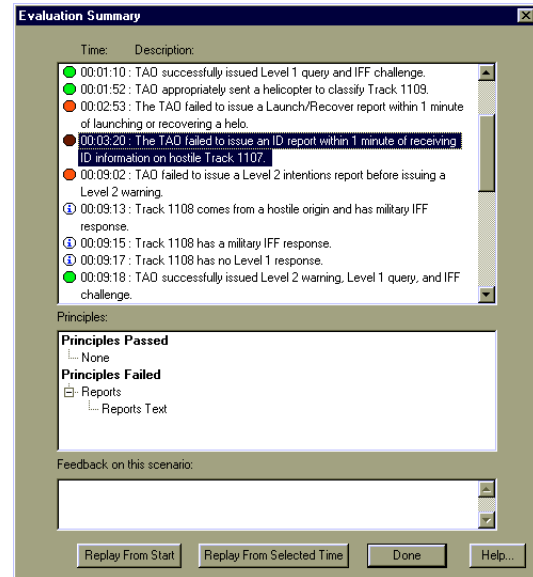 Evaluation Summary
Time: Description:
00:01:10 : TAO successfully issued Level 1 query and IFF challenge.
00:01:52 : TAO appropriately sent a helicopter to classify Track 1109.
00:02:53 : The TAO failed to issue a Launch/Recover report within 1 minute
of launching or recovering a helo.
00:03:20 : The TAO failed to issue an ID report within 1 minute of receiving
ID information on hostile Track 1107.
00:09:02 : TAO failed to issue a Level 2 intentions report before issuing a
Level 2 warning.
00:09:13 : Track 1108 comes from a hostile origin and has military IFF
response.
00:09:15 : Track 1108 has a military IFF response.
00:09:17 : Track 1108 has no Level 1 response.
00:09:18 : TAO successfully issued Level 2 warning, Level 1 query, and IFF
challenge.
Principles:
Principles Passed
None
Principles Failed
Reports
Reports Text
Feedback on this scenario:
Replay From Start Replay From Selected Time Done Help...